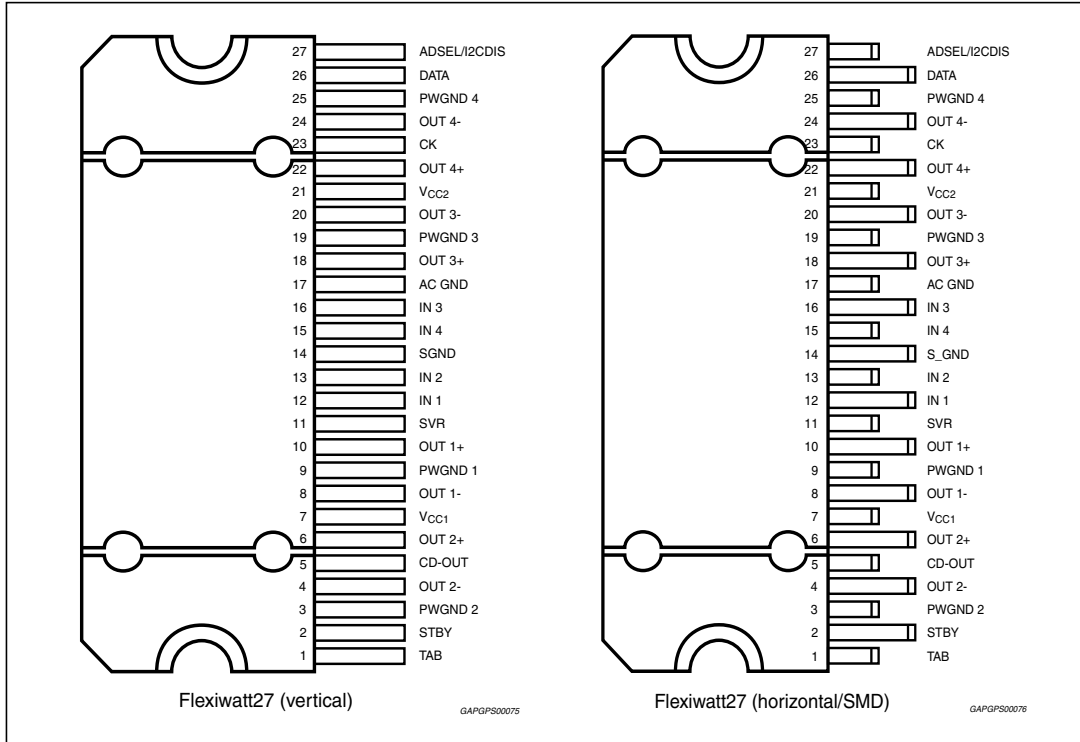 27 ADSEL/I2CDIS
26 DATA
25 PWGND 4
24 OUT 4-
23 CK
22 OUT 4+
21 VCC2
20 OUT 3-
19 PWGND 3
18 OUT 3+
17 AC GND
16 IN 3
15 IN 4
14 SGND
13 IN 2
12 IN 1
11 SVR
10 OUT 1+
9 PWGND 1
8 OUT 1-
7 VCC1
6 OUT 2+
5 CD-OUT
4 OUT 2-
3 PWGND 2
2 STBY
1 TAB
Flexiwatt27 (vertical)
GAPGPS00075
27 ADSEL/I2CDIS
26 DATA
25 PWGND 4
24 OUT 4-
23 CK
22 OUT 4+
21 VCC2
20 OUT 3-
19 PWGND 3
18 OUT 3+
17 AC GND
16 IN 3
15 IN 4
14 S_GND
13 IN 2
12 IN 1
11 SVR
10 OUT 1+
9 PWGND 1
8 OUT 1-
7 VCC1
6 OUT 2+
5 CD-OUT
4 OUT 2-
3 PWGND 2
2 STBY
1 TAB
Flexiwatt27 (horizontal/SMD)
GAPGPS00076